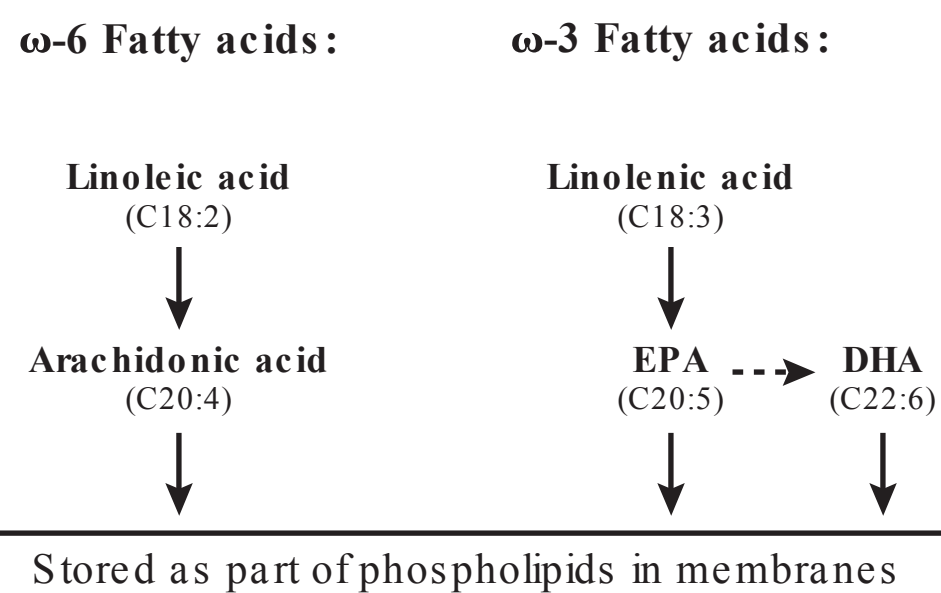 ω-6 Fatty acids:
ω-3 Fatty acids:
Linoleic acid
(C18:2)
Linolenic acid
(C18:3)
Arachidonic acid
(C20:4)
EPA
(C20:5)
DHA
(C22:6)
Stored as part of phospholipids in membranes